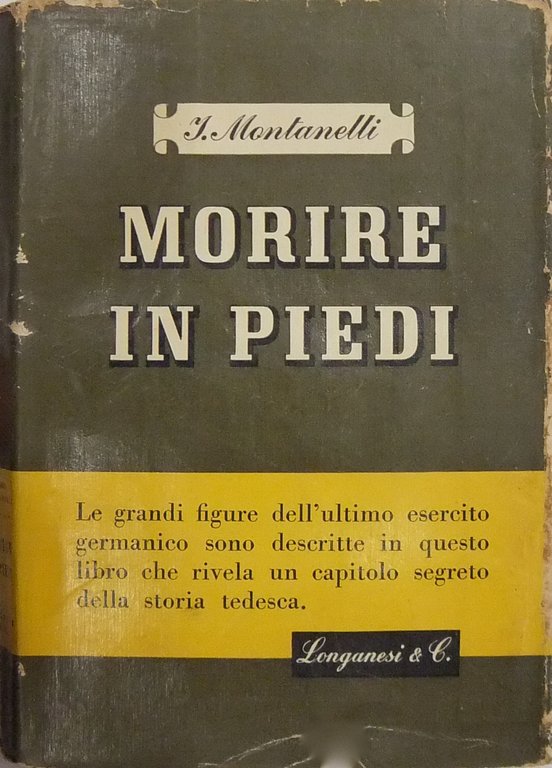 I. Montanelli
MORIRE
IN PIEDI
Le grandi figure dell'ultimo esercito
germanico sono descritte in questo
libro che rivela un capitolo segreto
della storia tedesca.
Longanesi & C.